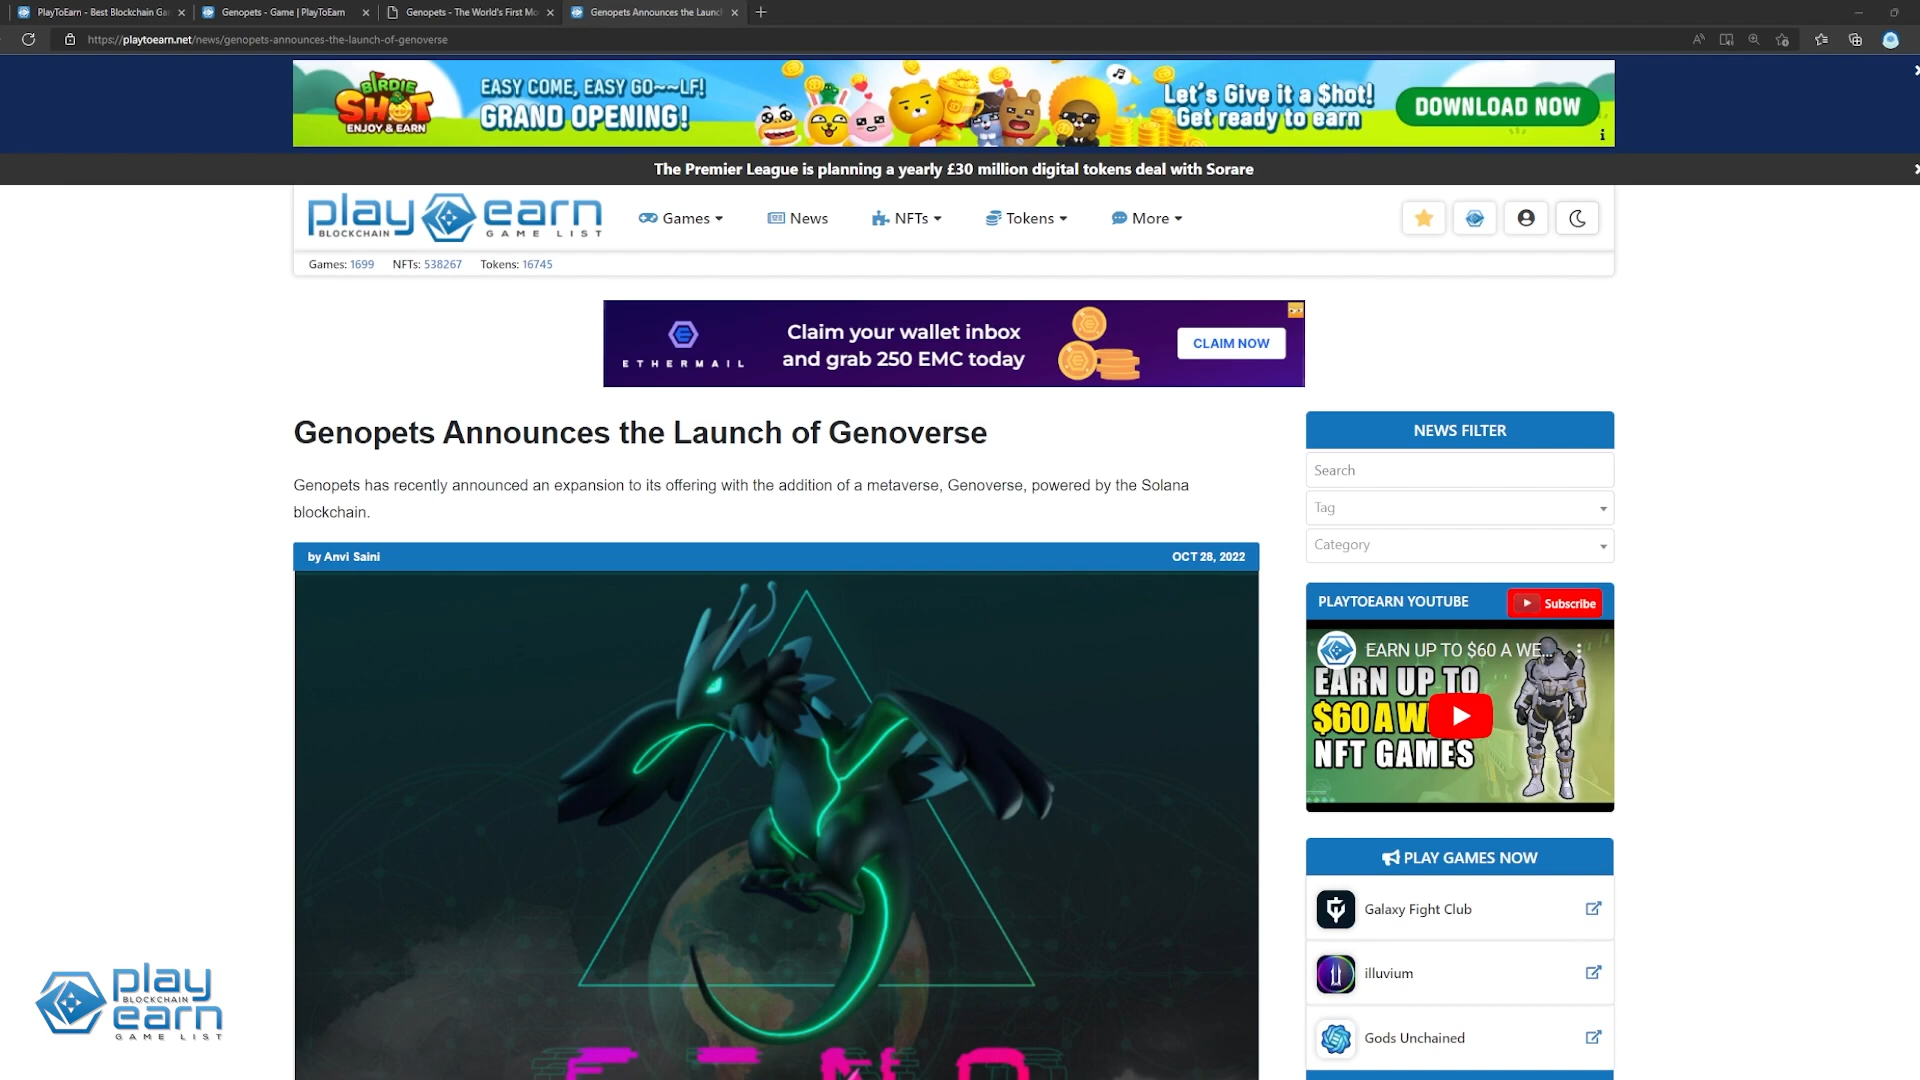 PlayToEarn - Best Blockchain Ga
Genopets - Game | PlayToEarn
Genopets - The World's First Mo
Genopets Announces the Launch
https://playtoearn.net/news/genopets-announces-the-launch-of-genoverse
BIRDIE SHOT
ENJOY & EARN
EASY COME, EASY GO~~LF!
GRAND OPENING!
Let's Give it a $hot!
Get ready to earn
DOWNLOAD NOW
The Premier League is planning a yearly £30 million digital tokens deal with Sorare
play earn
BLOCKCHAIN GAME LIST
Games
News
NFTs
Tokens
More
Games: 1699 NFTs: 538267 Tokens: 16745
ETHERMAIL
Claim your wallet inbox
and grab 250 EMC today
CLAIM NOW
Genopets Announces the Launch of Genoverse
Genopets has recently announced an expansion to its offering with the addition of a metaverse, Genoverse, powered by the Solana
blockchain.
by Anvi Saini
OCT 28, 2022
NEWS FILTER
Search
Tag
Category
PLAYTOEARN YOUTUBE
Subscribe
EARN UP TO $60 A WE...
EARN UP TO
$60 A W
NFT GAMES
PLAY GAMES NOW
Galaxy Fight Club
illuvium
Gods Unchained
play
BLOCKCHAIN
earn
GAME LIST